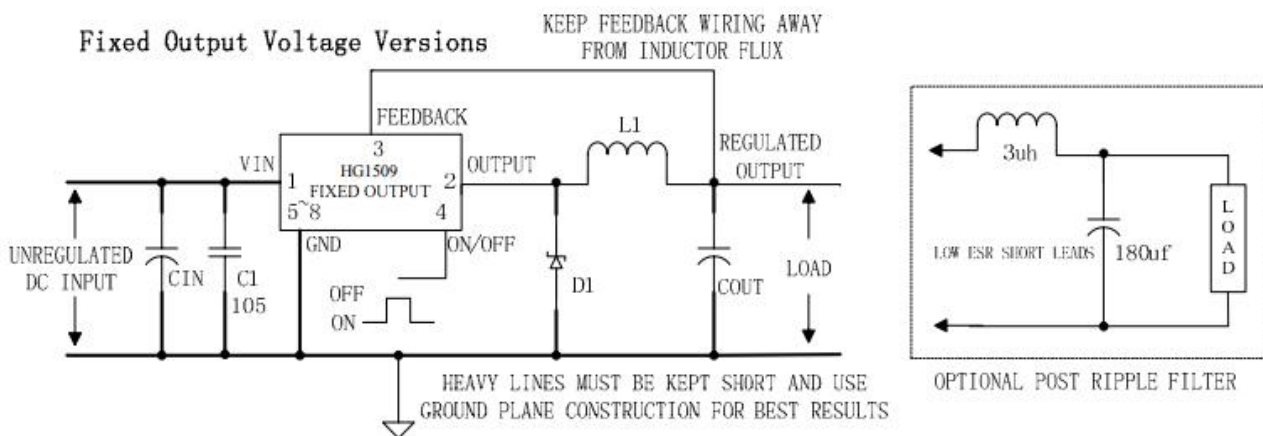 Fixed Output Voltage Versions
KEEP FEEDBACK WIRING AWAY
FROM INDUCTOR FLUX
FEEDBACK
3
HG1509
FIXED OUTPUT
VIN
1
5~8
2
4
OUTPUT
L1
REGULATED
OUTPUT
GND
ON/OFF
UNREGULATED
DC INPUT
CIN
C1
105
OFF
ON
D1
COUT
LOAD
HEAVY LINES MUST BE KEPT SHORT AND USE
GROUND PLANE CONSTRUCTION FOR BEST RESULTS
3uh
LOW ESR SHORT LEADS
180uf
LOAD
OPTIONAL POST RIPPLE FILTER